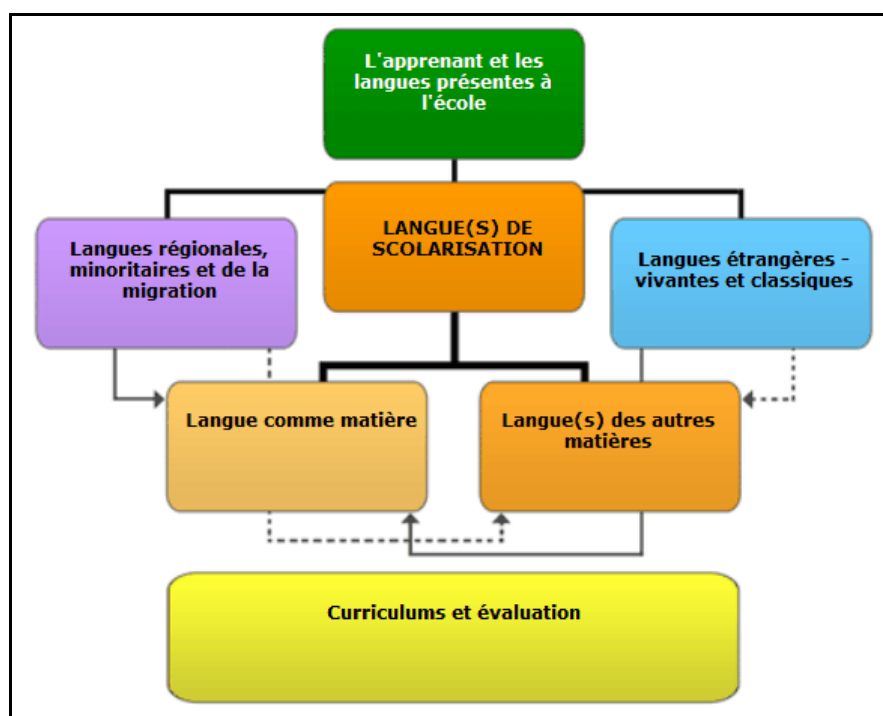 L'apprenant et les
langues présentes à
l'école
LANGUE(S) DE
SCOLARISATION
Langues régionales,
minoritaires et de la
migration
Langues étrangères -
vivantes et classiques
Langue comme matière
Langue(s) des autres
matières
Curriculums et évaluation